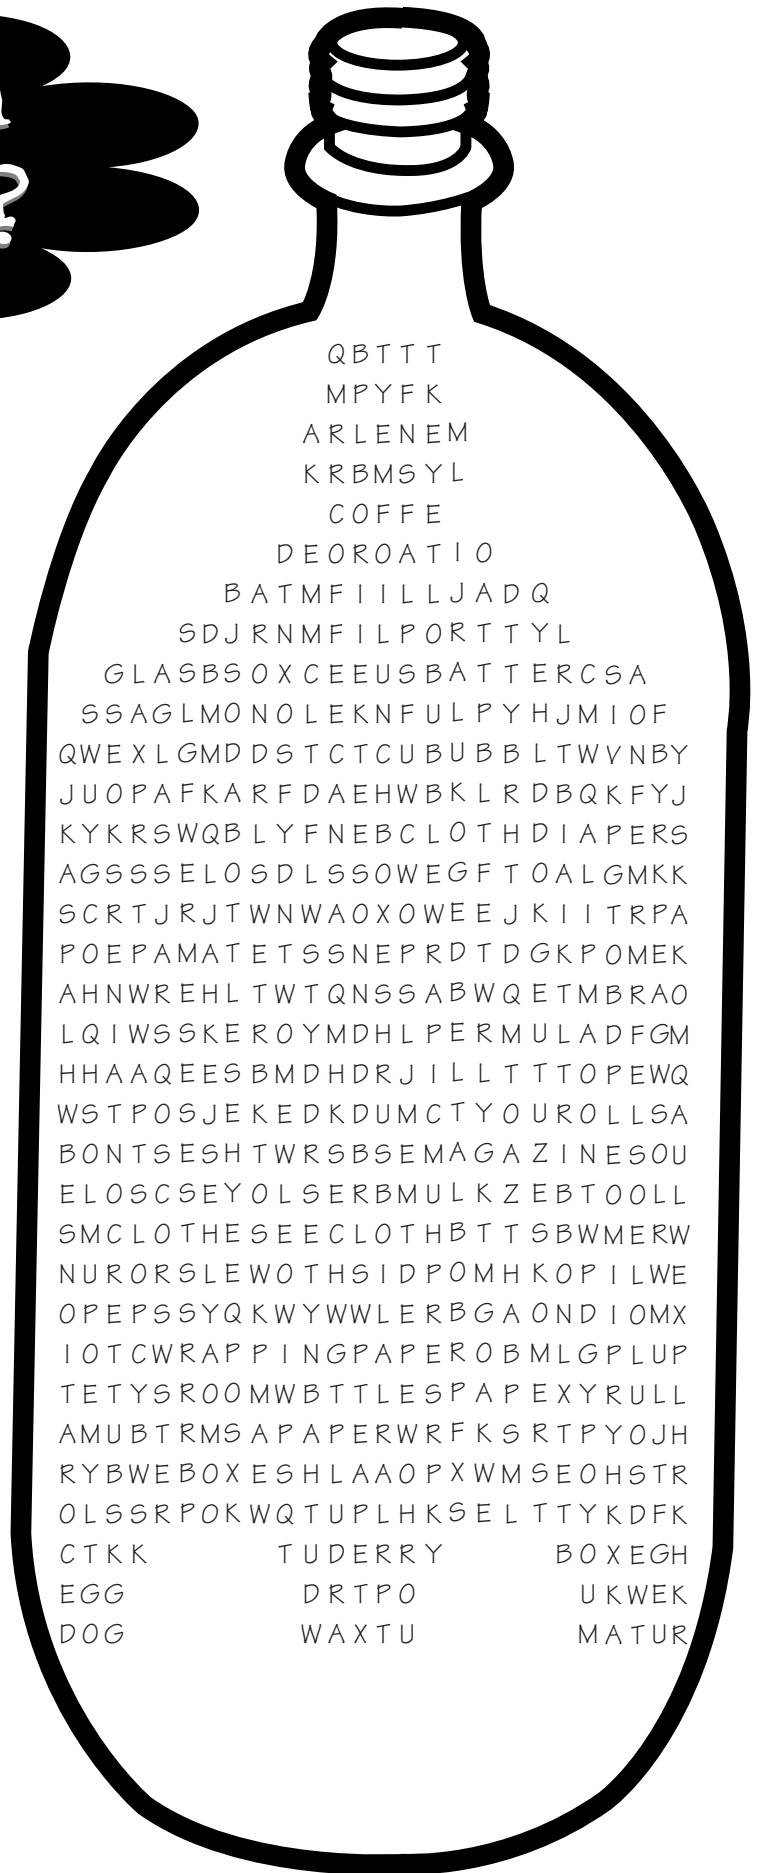 QBTTT
MPYFK
ARLENEM
KRBMSYL
COFFE
DEOROATIO
BATMFIILLJADQ
SDJRNMFILPORTTYL
GLASBSOXCEEUSBATTERCSA
SSAGLMONOLEKNFULPYHJMIOF
QWEXLGMDDSTCTCUBUBBLTWVNBY
JUOPAFKARFDAEHWBKLRDBQKFYJ
KYKRSWQBLYFNEBCLOTHDIAPERS
AGSSSELOSDLSSOWEGFTOALGMKK
SCRTJRJTWNWAOXOWEEJKIITRPA
POEPAMATETSSNEPRDTDGKPOMEK
AHNWREHLTWTQNSSABWQETMBRAO
LQIWSSKEROYMDHLPERMULADFGM
HHAAQEESBMDHDRJILLTTTOPEWQ
WSTPOSJEKEDKDUMCTYOUROLLSA
BONTSESHTWRSBSEMAGAZINESOU
ELOSCSEYOLSERBMULKZEBTOOLL
SMCLOTHESEECLOTHBTTSBWMERW
NURORSLEWOTHSIDPOMHKOPILWE
OPEPSSYQKWYWWLERBGAONDIOMX
IOTCWRAPPINGPAPEROBMLGPLUP
TETYSROOMWBTTLESPAPEXYRULL
AMUBTRMSAPAPERWRFKSRTPYOJH
RYBWEBOXESHLAAOPXWMSEOHSTR
OLSSRPOKWQTUPLHKSELTTYKDFK
CTKK TUDERRY BOXEGH
EGG DRTPO UKWEK
DOG WAXTU MATUR